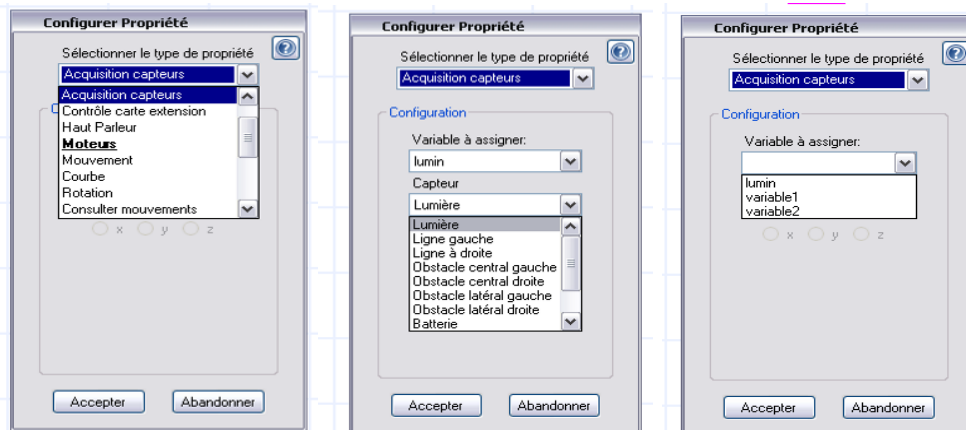 Configurer Propriété
Sélectionner le type de propriété
Acquisition capteurs
Acquisition capteurs
Contrôle carte extension
Haut Parleur
Moteurs
Mouvement
Courbe
Rotation
Consulter mouvements
x y z
Accepter Abandonner
Configurer Propriété
Sélectionner le type de propriété
Acquisition capteurs
Configuration
Variable à assigner:
lumin
Capteur
Lumière
Lumière
Ligne gauche
Ligne à droite
Obstacle central gauche
Obstacle central droite
Obstacle latéral gauche
Obstacle latéral droite
Batterie
Accepter Abandonner
Configurer Propriété
Sélectionner le type de propriété
Acquisition capteurs
Configuration
Variable à assigner:
lumin
variable1
variable2
x y z
Accepter Abandonner